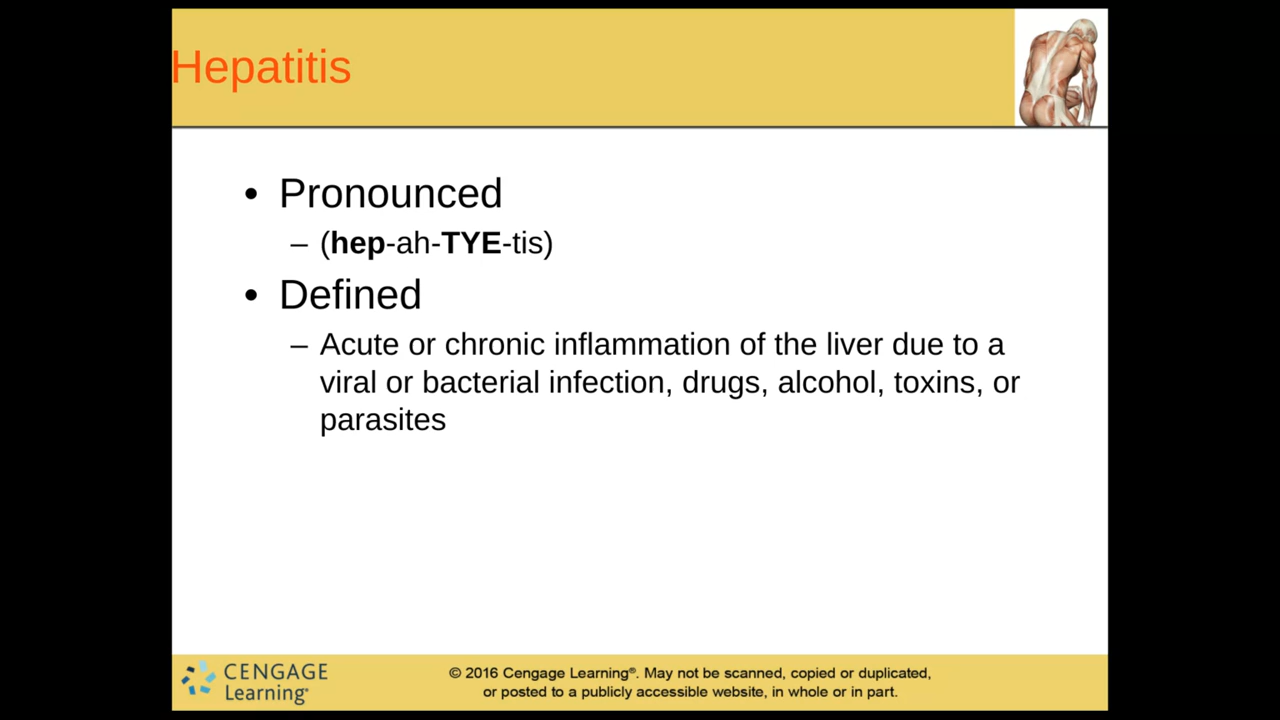 Hepatitis
• Pronounced
– (hep-ah-TYE-tis)
• Defined
– Acute or chronic inflammation of the liver due to a
viral or bacterial infection, drugs, alcohol, toxins, or
parasites
CENGAGE
Learning®
© 2016 Cengage Learning®. May not be scanned, copied or duplicated,
or posted to a publicly accessible website, in whole or in part.